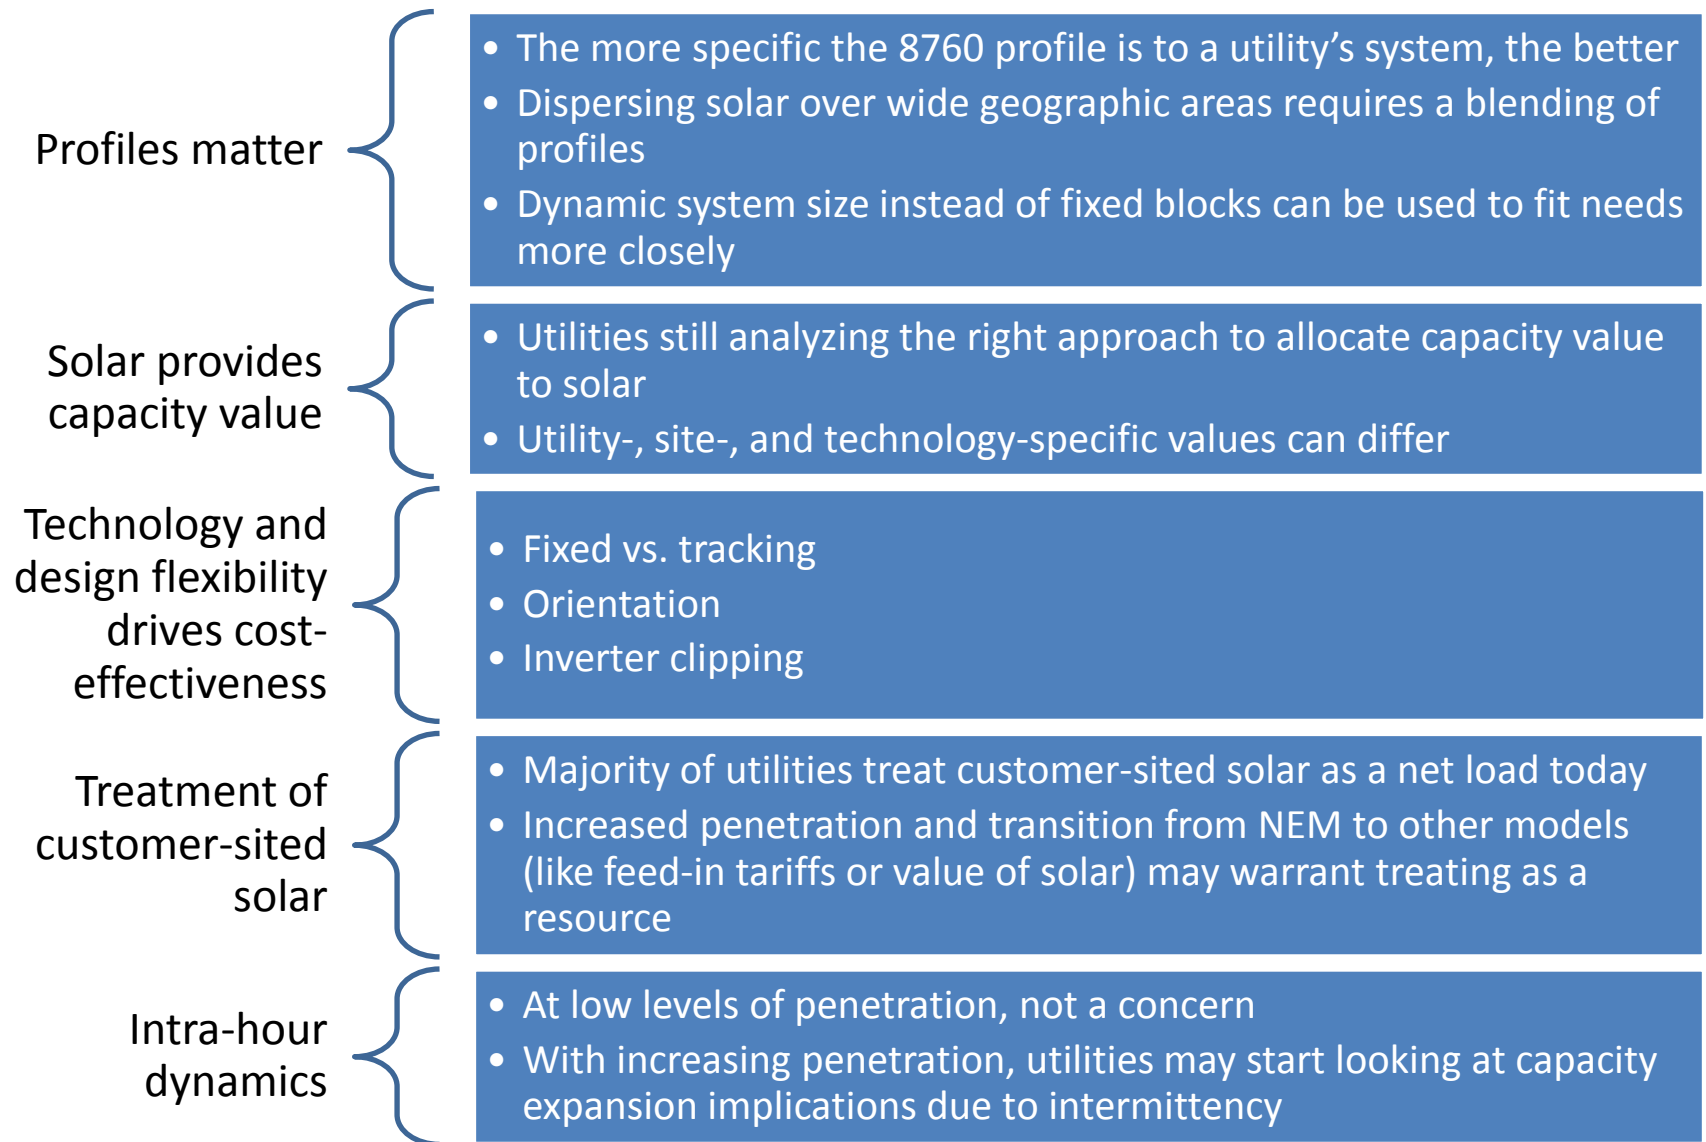 Profiles matter
• The more specific the 8760 profile is to a utility’s system, the better
• Dispersing solar over wide geographic areas requires a blending of
profiles
• Dynamic system size instead of fixed blocks can be used to fit needs
more closely
Solar provides
capacity value
• Utilities still analyzing the right approach to allocate capacity value
to solar
• Utility-, site-, and technology-specific values can differ
Technology and
design flexibility
drives cost-
effectiveness
• Fixed vs. tracking
• Orientation
• Inverter clipping
Treatment of
customer-sited
solar
• Majority of utilities treat customer-sited solar as a net load today
• Increased penetration and transition from NEM to other models
(like feed-in tariffs or value of solar) may warrant treating as a
resource
Intra-hour
dynamics
• At low levels of penetration, not a concern
• With increasing penetration, utilities may start looking at capacity
expansion implications due to intermittency